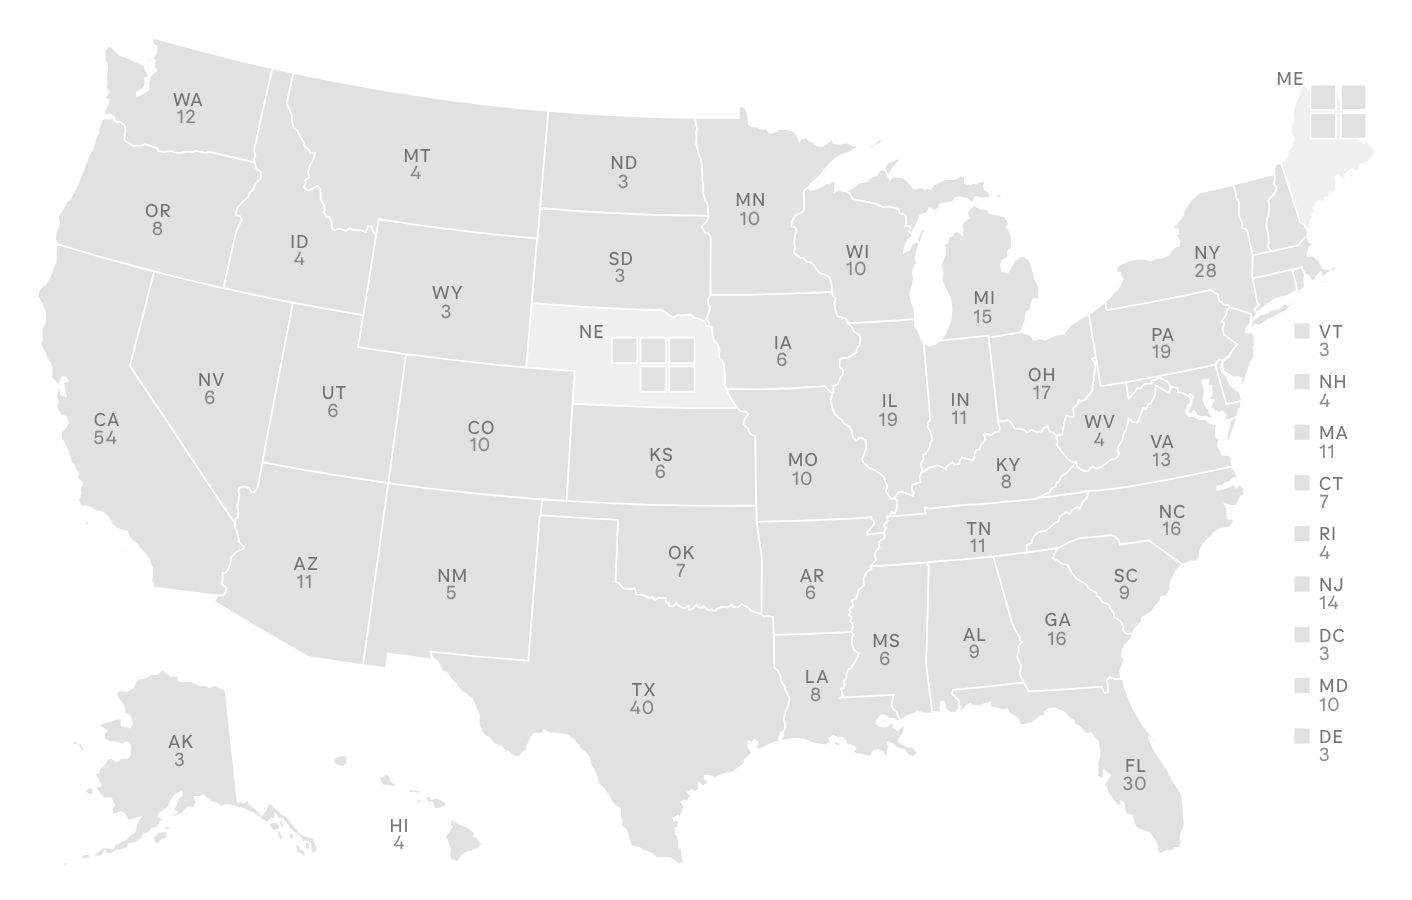 ME
WA
12
MT
4
ND
3
MN
10
OR
8
ID
4
SD
3
WI
10
NY
28
WY
3
MI
15
NE
IA
6
PA
19
VT
3
NV
6
UT
6
OH
17
NH
4
IL
19
IN
11
CA
54
CO
10
WV
4
VA
13
MA
11
KS
6
MO
10
KY
8
CT
7
NC
16
TN
11
RI
4
AZ
11
NM
5
OK
7
AR
6
SC
9
NJ
14
GA
16
MS
6
AL
9
DC
3
LA
8
TX
40
MD
10
AK
3
DE
3
FL
30
HI
4